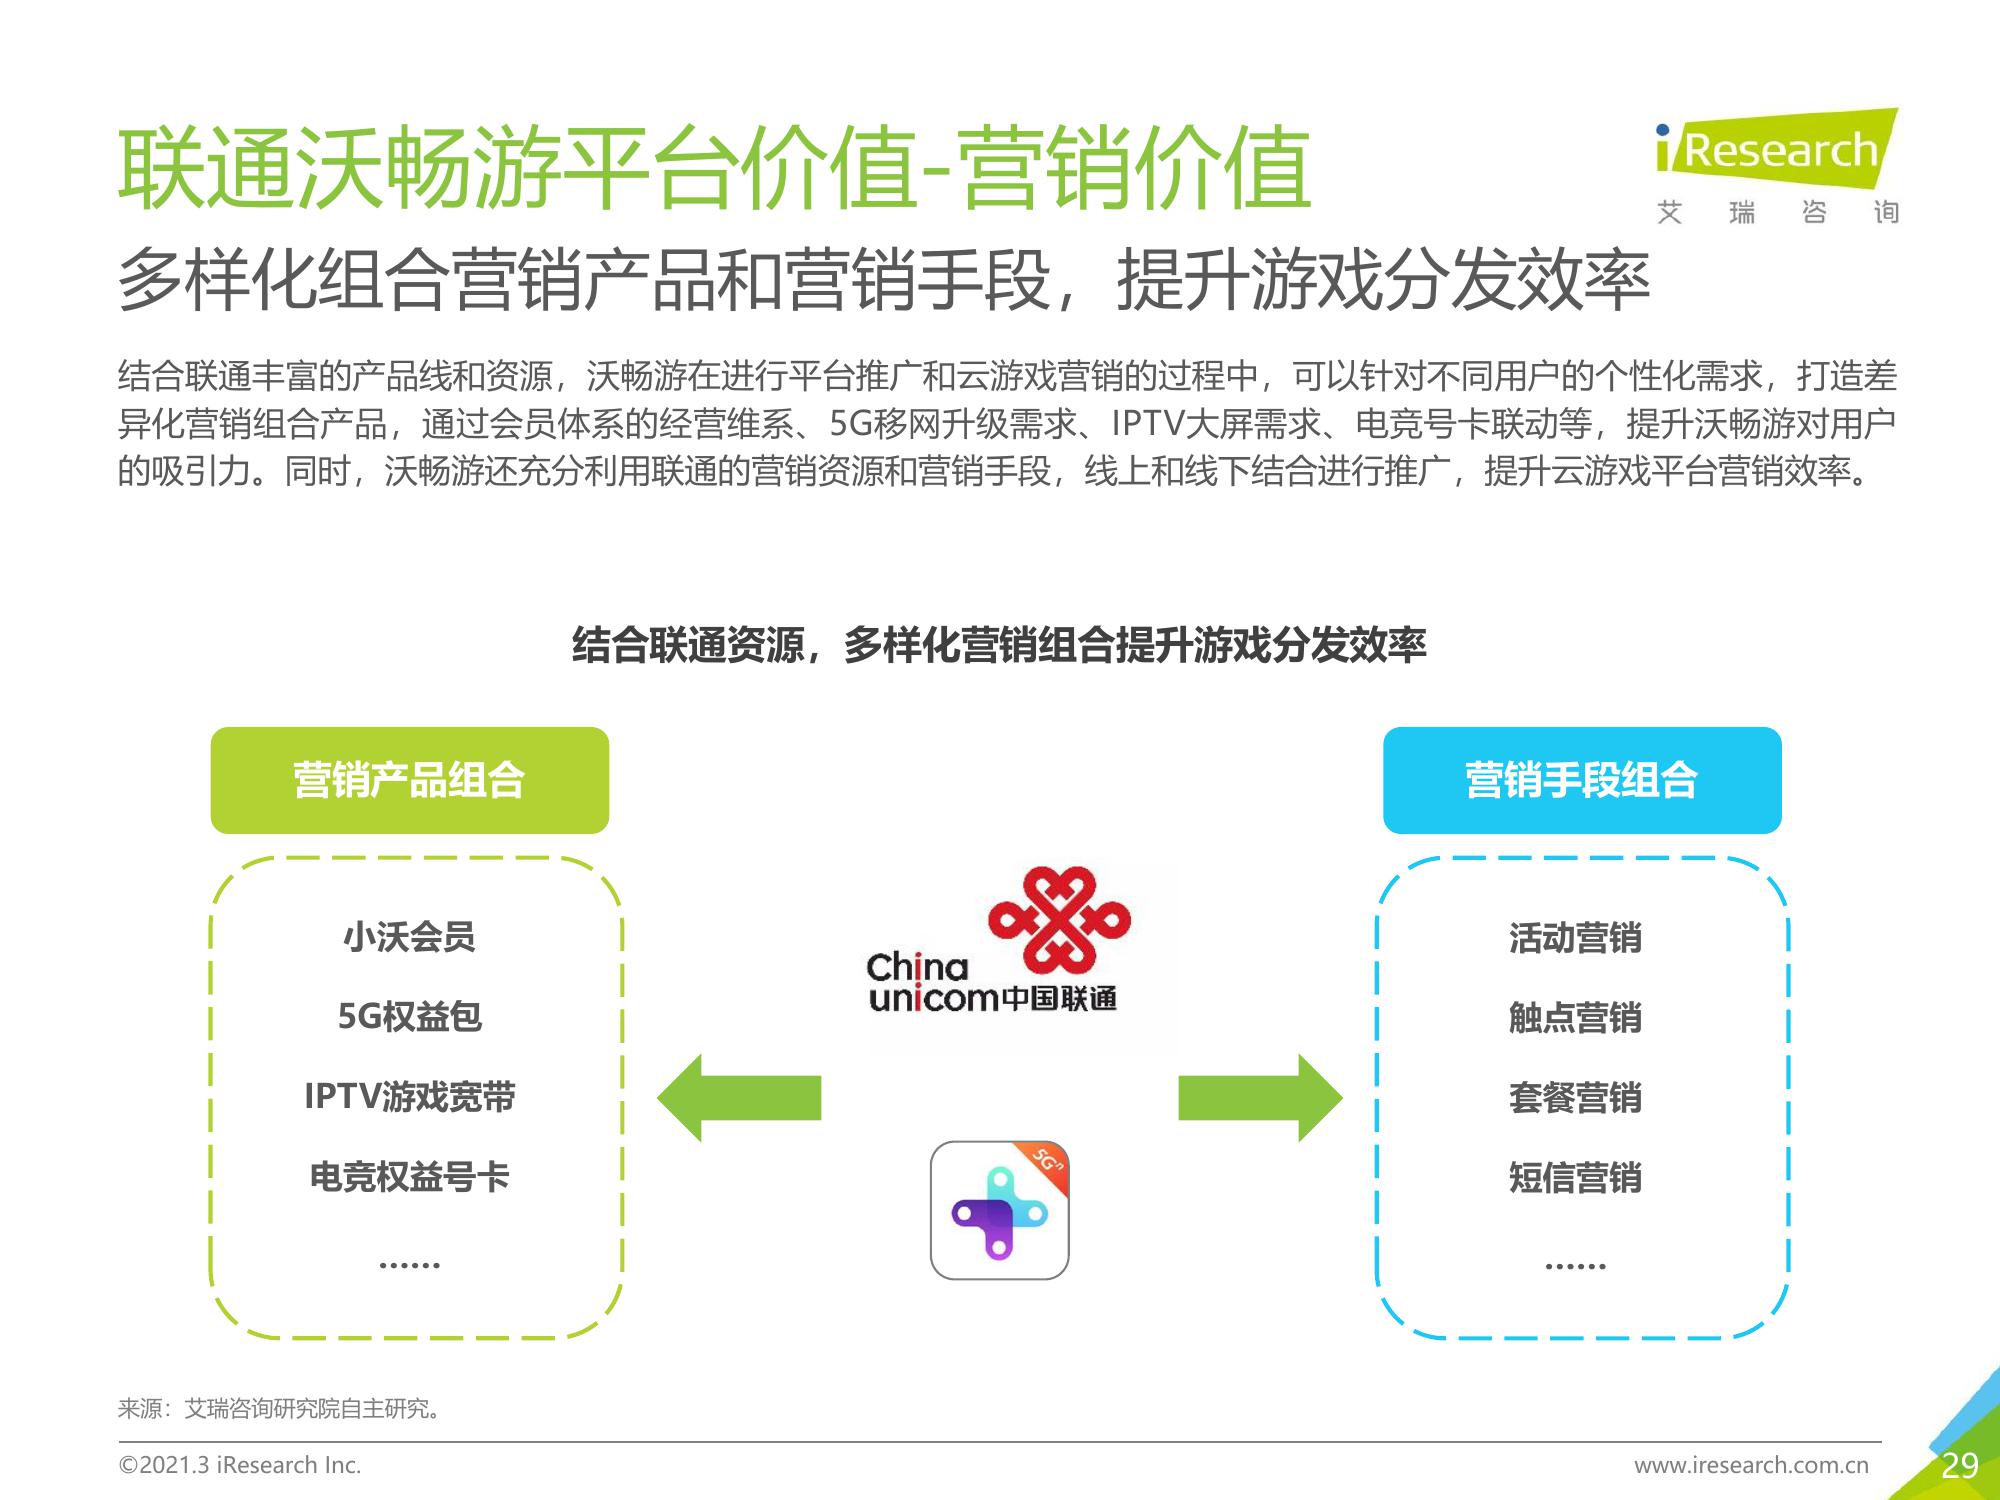 联通沃畅游平台价值-营销价值
iResearch
艾瑞咨询
多样化组合营销产品和营销手段，提升游戏分发效率
结合联通丰富的产品线和资源，沃畅游在进行平台推广和云游戏营销的过程中，可以针对不同用户的个性化需求，打造差
异化营销组合产品，通过会员体系的经营维系、5G移网升级需求、IPTV大屏需求、电竞号卡联动等，提升沃畅游对用户
的吸引力。同时，沃畅游还充分利用联通的营销资源和营销手段，线上和线下结合进行推广，提升云游戏平台营销效率。
结合联通资源，多样化营销组合提升游戏分发效率
营销产品组合
小沃会员
5G权益包
IPTV游戏宽带
电竞权益号卡
……
China
unicom中国联通
5Gⁿ
营销手段组合
活动营销
触点营销
套餐营销
短信营销
……
来源：艾瑞咨询研究院自主研究。
©2021.3 iResearch Inc.
www.iresearch.com.cn
29